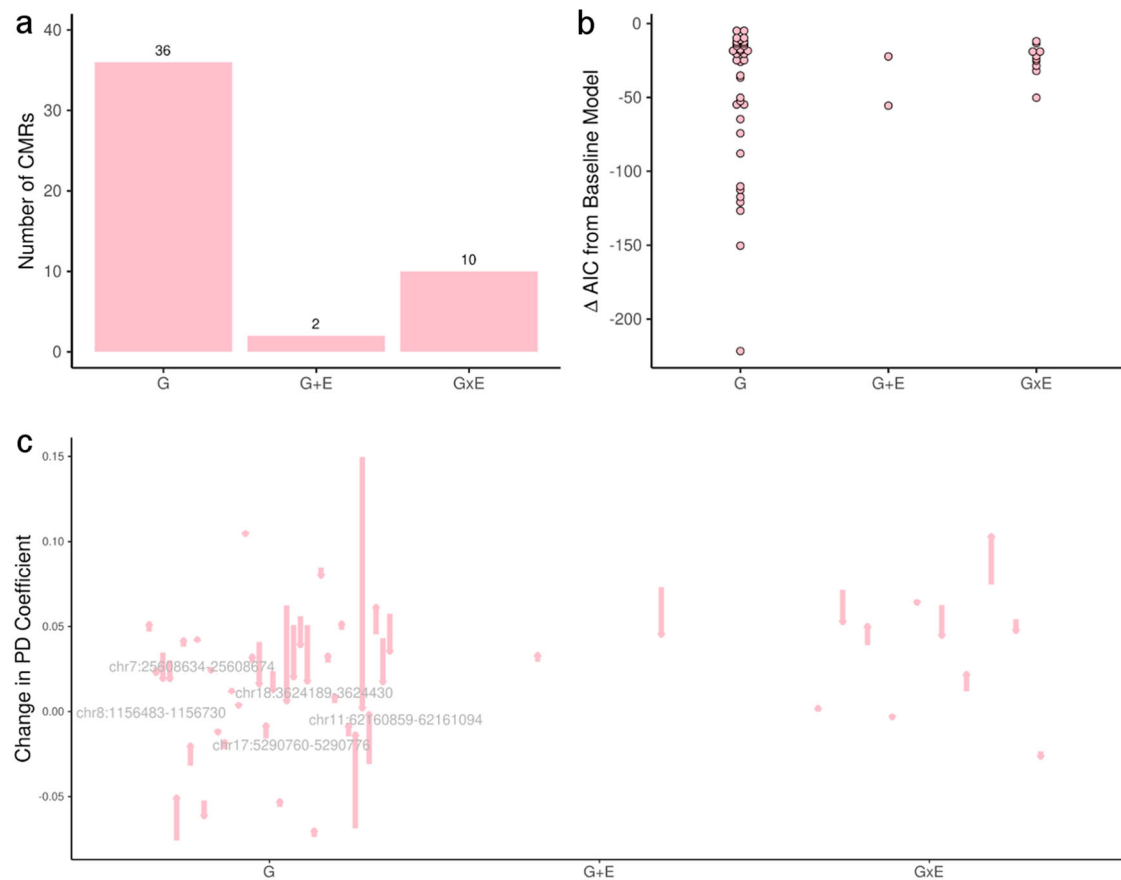 a
Number of CMRs
40
30
20
10
0
36
2
10
G
G+E
GxE
b
Δ AIC from Baseline Model
0
-50
-100
-150
-200
G
G+E
GxE
c
Change in PD Coefficient
0.15
0.10
0.05
0.00
-0.05
chr7:25608634-25608674
chr18:3624189-3624430
chr8:1156483-1156730
chr11:62160859-62161094
chr17:5290760-5290776
G
G+E
GxE